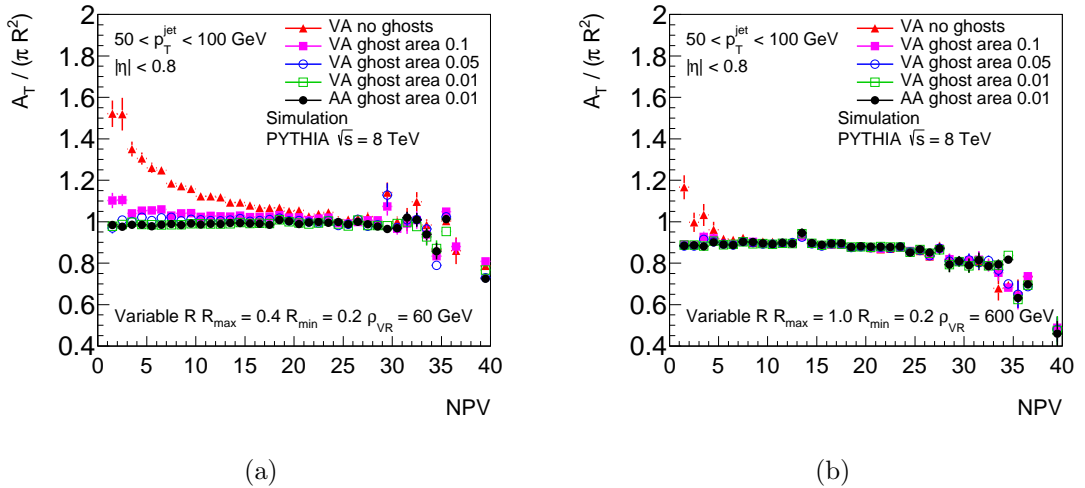 A_T / (π R²)
2
1.8
1.6
1.4
1.2
1
0.8
0.6
0.4
50 < p_T^jet < 100 GeV
|η| < 0.8
VA no ghosts
VA ghost area 0.1
VA ghost area 0.05
VA ghost area 0.01
AA ghost area 0.01
Simulation
PYTHIA √s = 8 TeV
Variable R R_max = 0.4 R_min = 0.2 ρ_VR = 60 GeV
0 5 10 15 20 25 30 35 40
NPV
(a)
A_T / (π R²)
2
1.8
1.6
1.4
1.2
1
0.8
0.6
0.4
50 < p_T^jet < 100 GeV
|η| < 0.8
VA no ghosts
VA ghost area 0.1
VA ghost area 0.05
VA ghost area 0.01
AA ghost area 0.01
Simulation
PYTHIA √s = 8 TeV
Variable R R_max = 1.0 R_min = 0.2 ρ_VR = 600 GeV
0 5 10 15 20 25 30 35 40
NPV
(b)